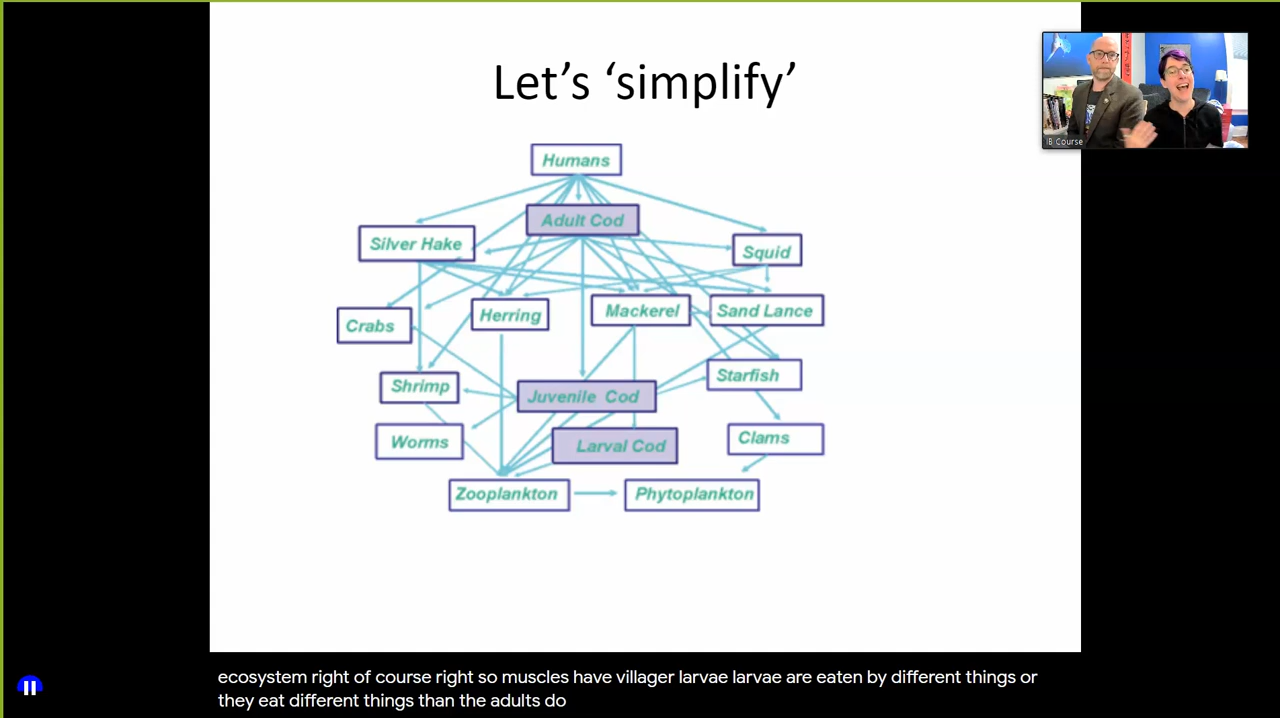 Let's 'simplify'
IB Course
Humans
Adult Cod
Silver Hake
Squid
Crabs
Herring
Mackerel
Sand Lance
Shrimp
Juvenile Cod
Starfish
Worms
Larval Cod
Clams
Zooplankton
Phytoplankton
ecosystem right of course right so muscles have villager larvae larvae are eaten by different things or
they eat different things than the adults do